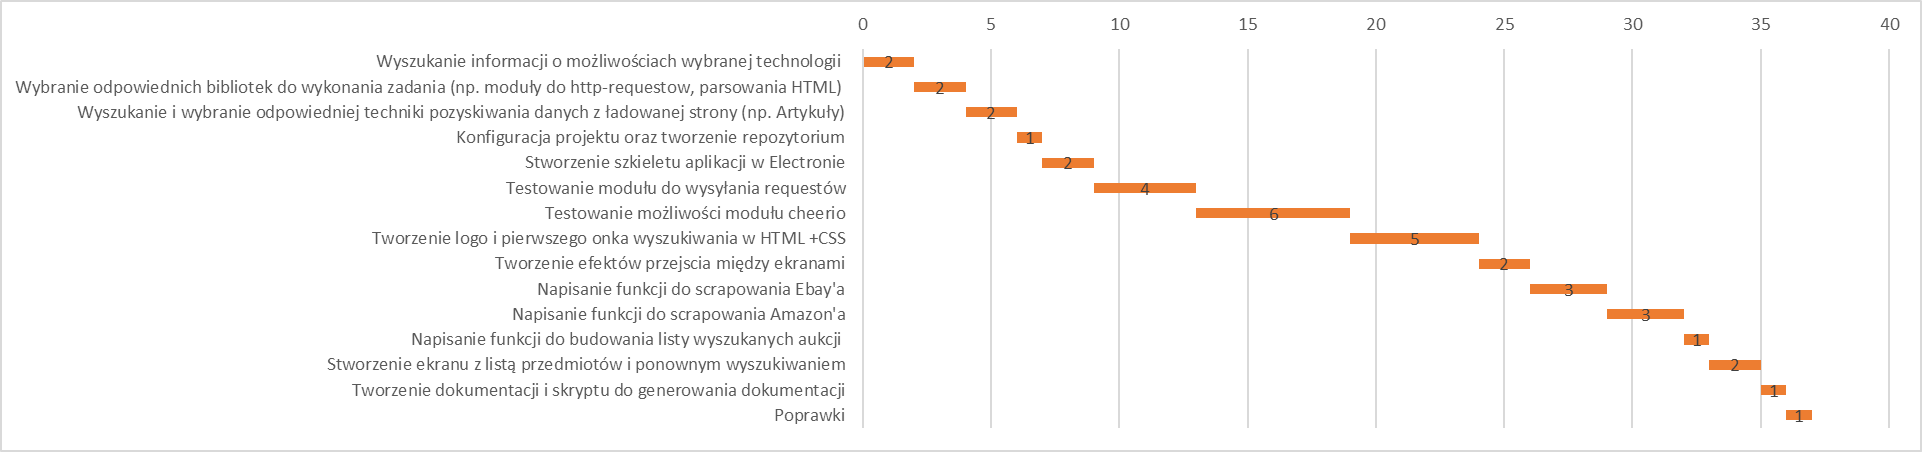 0 5 10 15 20 25 30 35 40
Wyszukanie informacji o możliwościach wybranej technologii 2
Wybranie odpowiednich bibliotek do wykonania zadania (np. moduły do http-requestow, parsowania HTML) 2
Wyszukanie i wybranie odpowiedniej techniki pozyskiwania danych z ładowanej strony (np. Artykuły) 2
Konfiguracja projektu oraz tworzenie repozytorium 1
Stworzenie szkieletu aplikacji w Electronie 2
Testowanie modułu do wysyłania requestów 4
Testowanie możliwości modułu cheerio 6
Tworzenie logo i pierwszego onka wyszukiwania w HTML +CSS 5
Tworzenie efektów przejscia między ekranami 2
Napisanie funkcji do scrapowania Ebay'a 3
Napisanie funkcji do scrapowania Amazon'a 3
Napisanie funkcji do budowania listy wyszukanych aukcji 1
Stworzenie ekranu z listą przedmiotów i ponownym wyszukiwaniem 2
Tworzenie dokumentacji i skryptu do generowania dokumentacji 1
Poprawki 1